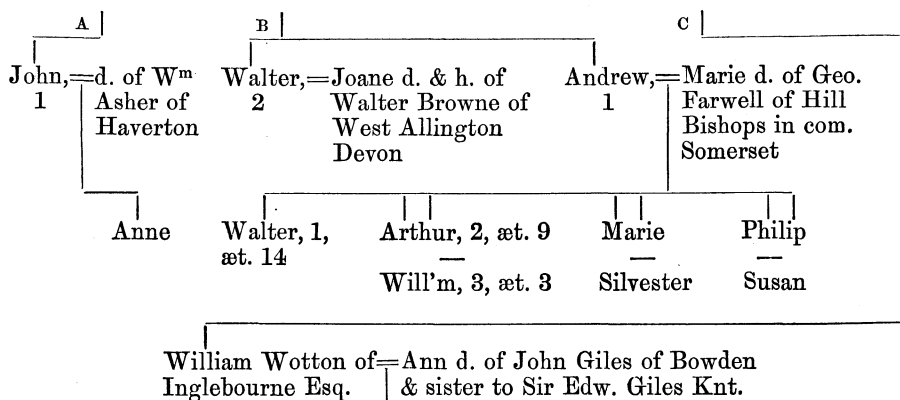 A B C
John,=d. of Wᵐ Walter,=Joane d. & h. of Andrew,=Marie d. of Geo.
1 Asher of 2 Walter Browne of 1 Farwell of Hill
Haverton West Allington Bishops in com.
Devon Somerset
Anne Walter, 1, Arthur, 2, æt. 9 Marie Philip
æt. 14 — — —
Will'm, 3, æt. 3 Silvester Susan
William Wotton of=Ann d. of John Giles of Bowden
Inglebourne Esq. & sister to Sir Edw. Giles Knt.